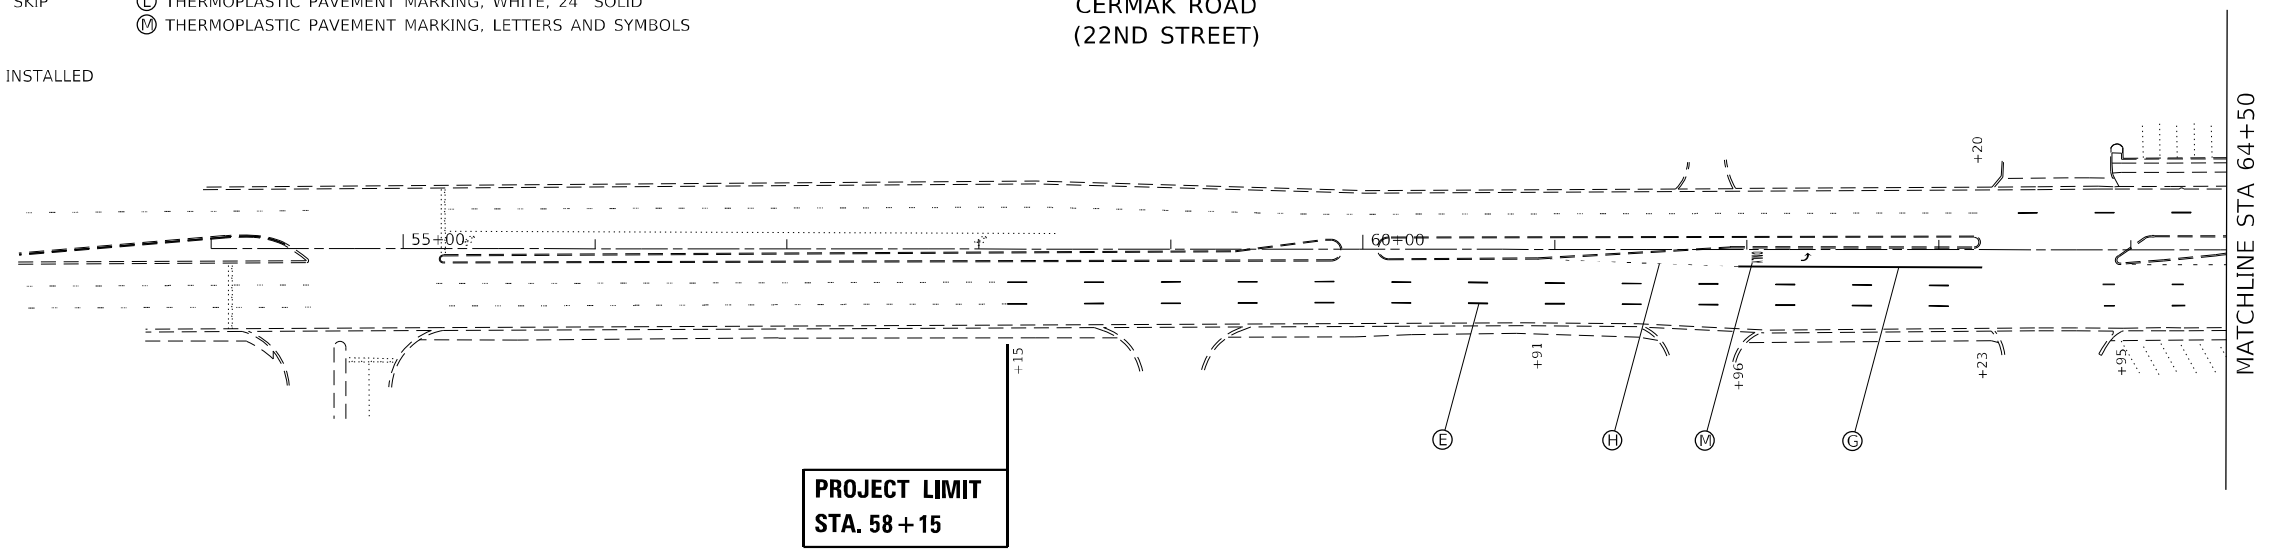 SKIP
Ⓛ THERMOPLASTIC PAVEMENT MARKING, WHITE, 24" SOLID
Ⓜ THERMOPLASTIC PAVEMENT MARKING, LETTERS AND SYMBOLS
CERMAK ROAD
(22ND STREET)
INSTALLED
MATCHLINE STA 64+50
+20
55+00
60+00
+15
+91
+96
+23
+95
Ⓔ
Ⓗ
Ⓜ
Ⓖ
PROJECT LIMIT
STA. 58+15